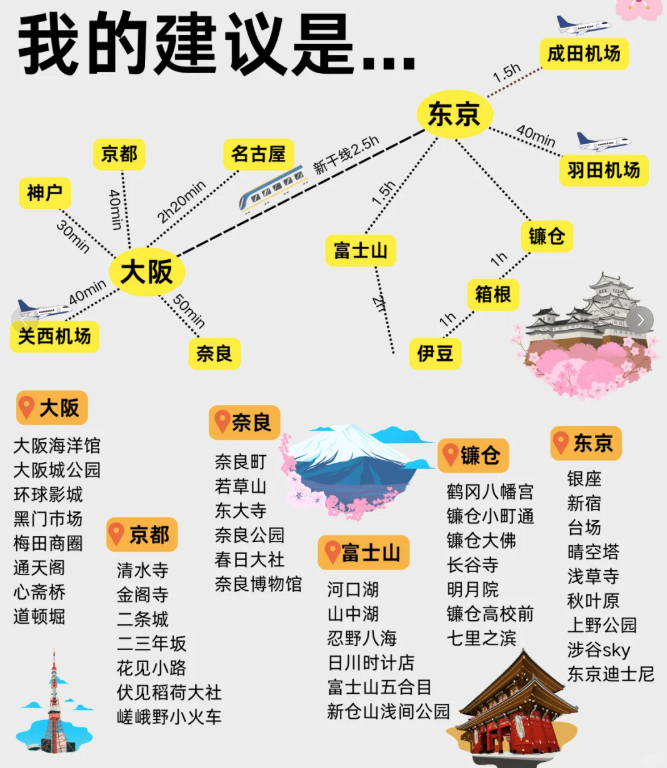 我的建议是...
成田机场
1.5h
东京
40min
羽田机场
京都
名古屋
新干线2.5h
神户
40min
2h20min
1.5h
30min
镰仓
富士山
大阪
1h
箱根
40min
50min
2h
1h
关西机场
奈良
伊豆
大阪
大阪海洋馆
大阪城公园
环球影城
黑门市场
梅田商圈
通天阁
心斋桥
道顿堀
京都
清水寺
金阁寺
二条城
二三年坂
花见小路
伏见稻荷大社
嵯峨野小火车
奈良
奈良町
若草山
东大寺
奈良公园
春日大社
奈良博物馆
富士山
河口湖
山中湖
忍野八海
日川时计店
富士山五合目
新仓山浅间公园
镰仓
鹤冈八幡宫
镰仓小町通
镰仓大佛
长谷寺
明月院
镰仓高校前
七里之滨
东京
银座
新宿
台场
晴空塔
浅草寺
秋叶原
上野公园
涉谷sky
东京迪士尼